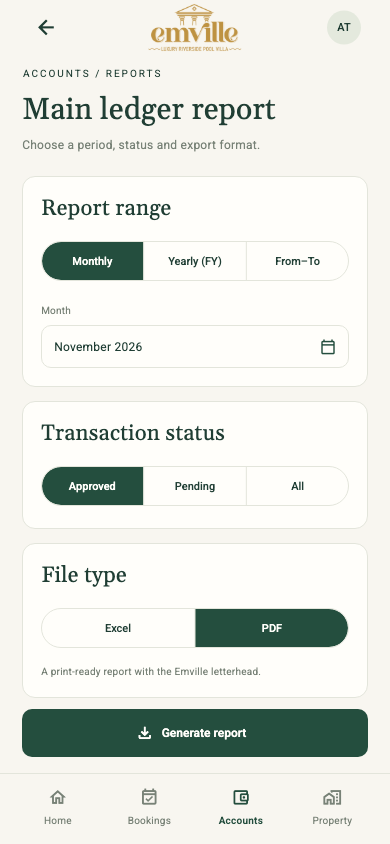 emville
LUXURY RIVERSIDE POOL VILLA
AT
ACCOUNTS / REPORTS
Main ledger report
Choose a period, status and export format.
Report range
Monthly
Yearly (FY)
From–To
Month
November 2026
Transaction status
Approved
Pending
All
File type
Excel
PDF
A print-ready report with the Emville letterhead.
Generate report
Home
Bookings
Accounts
Property